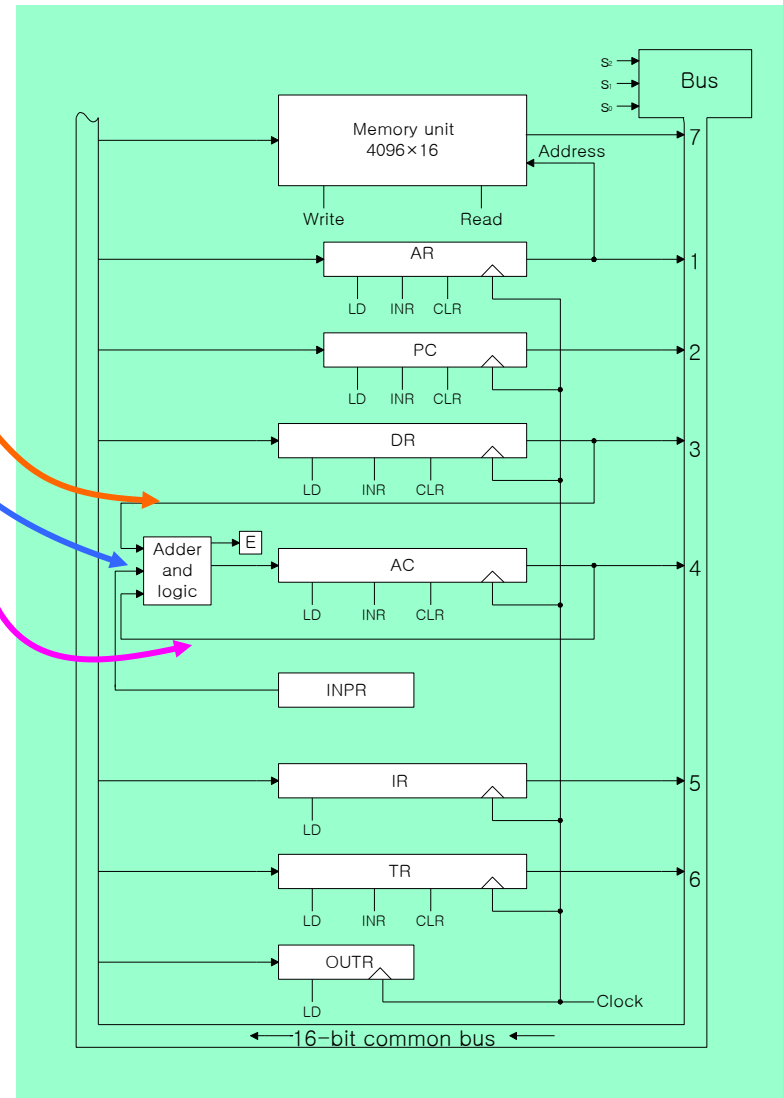 S₂
S₁
S₀
Bus
Memory unit
4096×16
7
Address
Write
Read
AR
1
LD
INR
CLR
PC
2
LD
INR
CLR
DR
3
LD
INR
CLR
Adder
and
logic
E
AC
4
LD
INR
CLR
INPR
IR
5
LD
TR
6
LD
INR
CLR
OUTR
LD
Clock
16-bit common bus